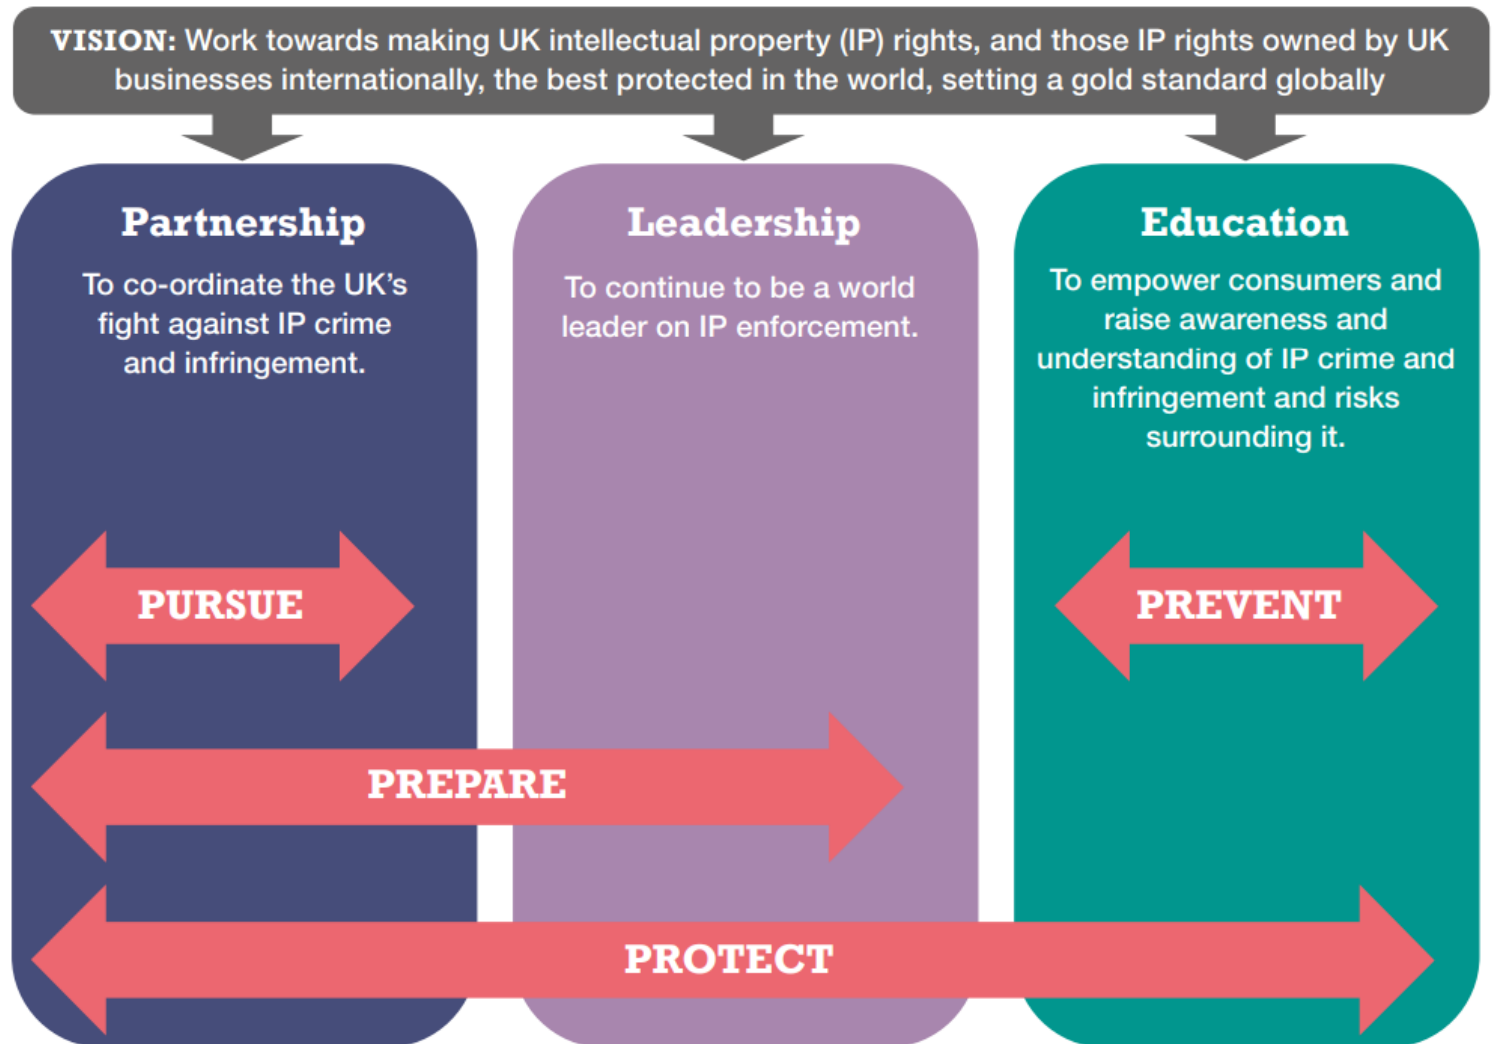 VISION: Work towards making UK intellectual property (IP) rights, and those IP rights owned by UK
businesses internationally, the best protected in the world, setting a gold standard globally
Partnership
To co-ordinate the UK’s
fight against IP crime
and infringement.
Leadership
To continue to be a world
leader on IP enforcement.
Education
To empower consumers and
raise awareness and
understanding of IP crime and
infringement and risks
surrounding it.
PURSUE
PREVENT
PREPARE
PROTECT